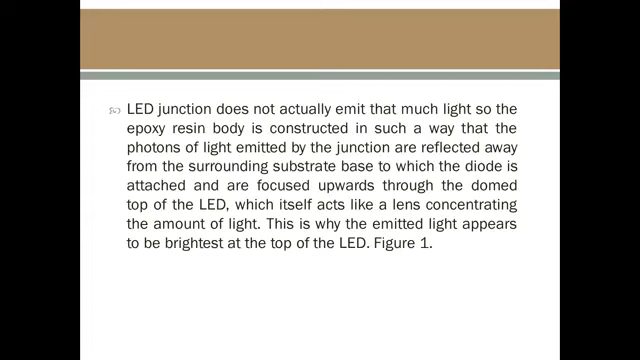 LED junction does not actually emit that much light so the
epoxy resin body is constructed in such a way that the
photons of light emitted by the junction are reflected away
from the surrounding substrate base to which the diode is
attached and are focused upwards through the domed
top of the LED, which itself acts like a lens concentrating
the amount of light. This is why the emitted light appears
to be brightest at the top of the LED. Figure 1.